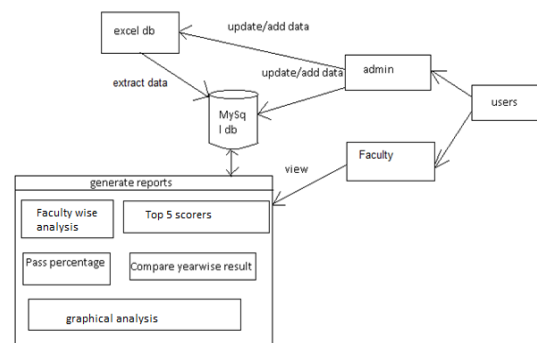 excel db
update/add data
admin
extract data
update/add data
users
MySq
l db
Faculty
view
generate reports
Faculty wise
analysis
Top 5 scorers
Pass percentage
Compare yearwise result
graphical analysis